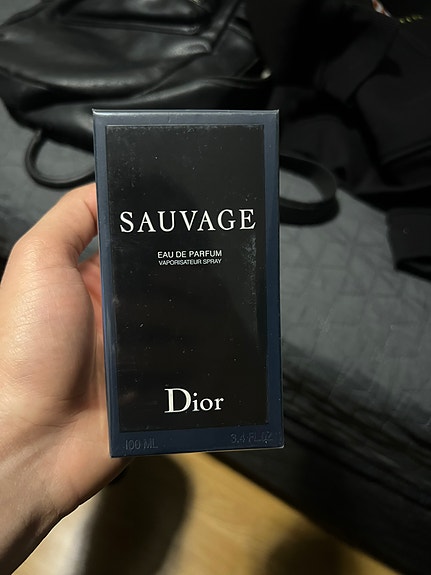 SAUVAGE
EAU DE PARFUM
VAPORISATEUR SPRAY
Dior
100 ML 3.4 FL.OZ